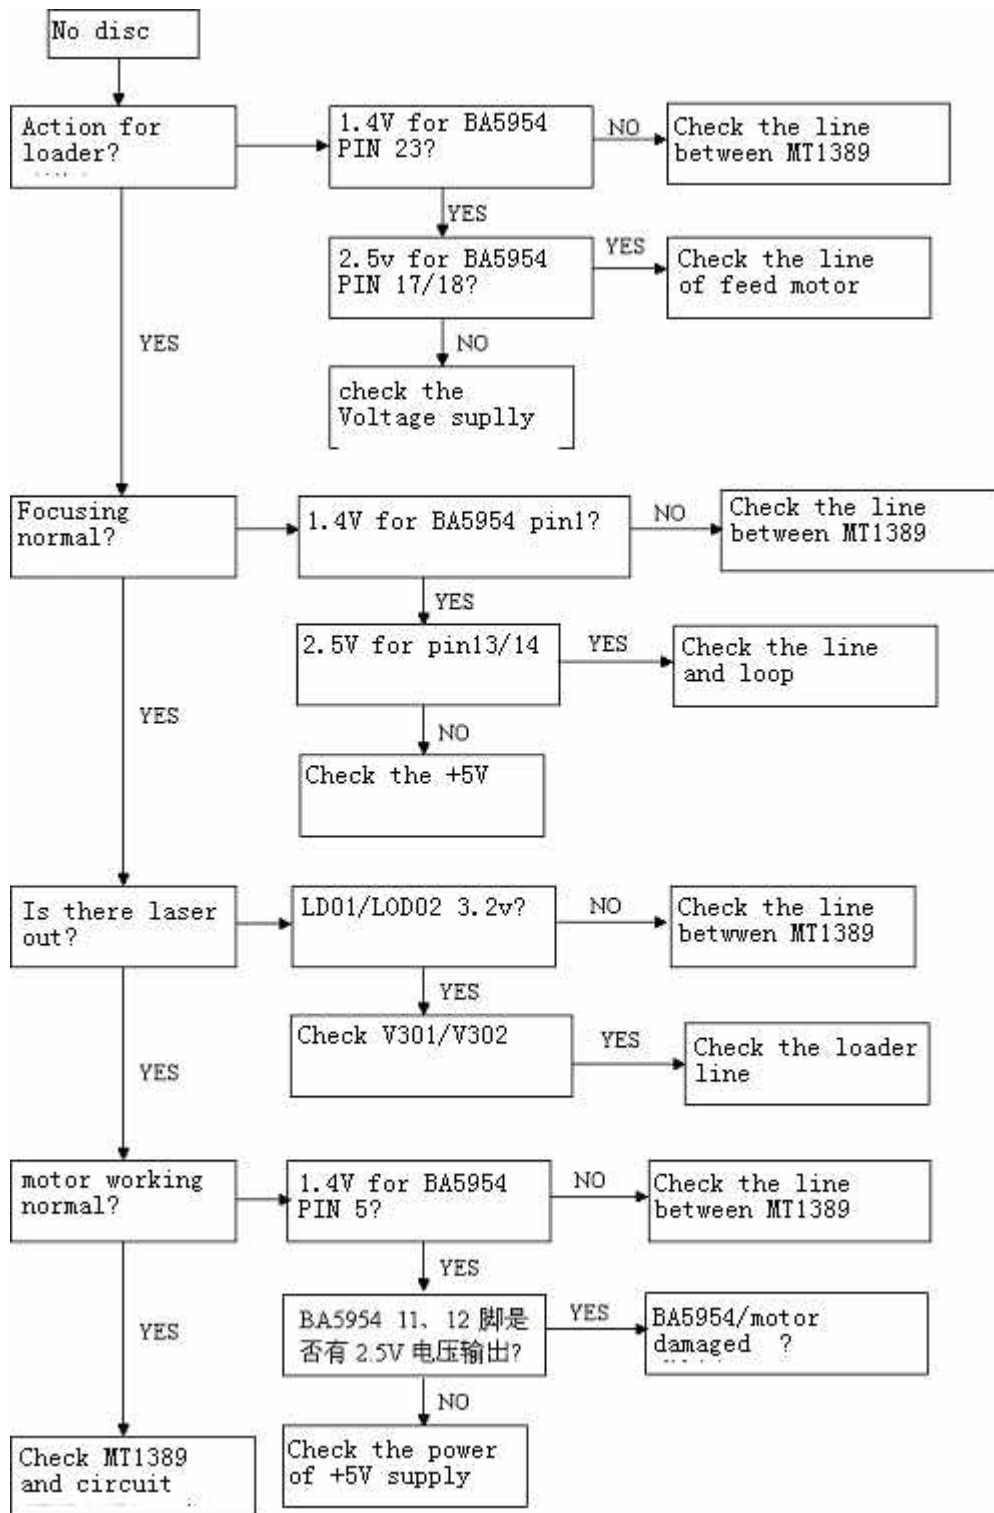 No disc
Action for
loader?
1.4V for BA5954
PIN 23?
NO
Check the line
between MT1389
YES
2.5v for BA5954
PIN 17/18?
YES
Check the line
of feed motor
YES
NO
check the
Voltage suplly
Focusing
normal?
1.4V for BA5954 pin1?
NO
Check the line
between MT1389
YES
2.5V for pin13/14
YES
Check the line
and loop
YES
NO
Check the +5V
Is there laser
out?
LD01/LOD02 3.2v?
NO
Check the line
betwwen MT1389
YES
Check V301/V302
YES
Check the loader
line
YES
motor working
normal?
1.4V for BA5954
PIN 5?
NO
Check the line
between MT1389
YES
BA5954 11、12 脚是
否有 2.5V 电压输出?
YES
BA5954/motor
damaged ?
YES
NO
Check MT1389
and circuit
Check the power
of +5V supply